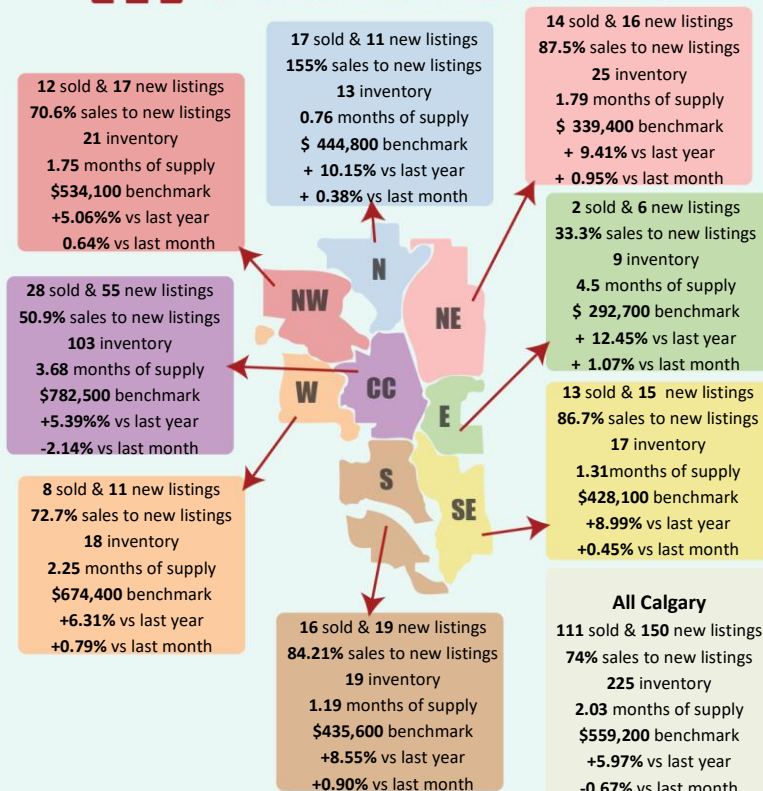 17 sold & 11 new listings
155% sales to new listings
13 inventory
0.76 months of supply
$ 444,800 benchmark
+ 10.15% vs last year
+ 0.38% vs last month
14 sold & 16 new listings
87.5% sales to new listings
25 inventory
1.79 months of supply
$ 339,400 benchmark
+ 9.41% vs last year
+ 0.95% vs last month
12 sold & 17 new listings
70.6% sales to new listings
21 inventory
1.75 months of supply
$534,100 benchmark
+5.06%% vs last year
0.64% vs last month
2 sold & 6 new listings
33.3% sales to new listings
9 inventory
4.5 months of supply
$ 292,700 benchmark
+ 12.45% vs last year
+ 1.07% vs last month
28 sold & 55 new listings
50.9% sales to new listings
103 inventory
3.68 months of supply
$782,500 benchmark
+5.39%% vs last year
-2.14% vs last month
N
NW
NE
W
CC
E
S
SE
13 sold & 15 new listings
86.7% sales to new listings
17 inventory
1.31months of supply
$428,100 benchmark
+8.99% vs last year
+0.45% vs last month
8 sold & 11 new listings
72.7% sales to new listings
18 inventory
2.25 months of supply
$674,400 benchmark
+6.31% vs last year
+0.79% vs last month
16 sold & 19 new listings
84.21% sales to new listings
19 inventory
1.19 months of supply
$435,600 benchmark
+8.55% vs last year
+0.90% vs last month
All Calgary
111 sold & 150 new listings
74% sales to new listings
225 inventory
2.03 months of supply
$559,200 benchmark
+5.97% vs last year
-0.67% vs last month